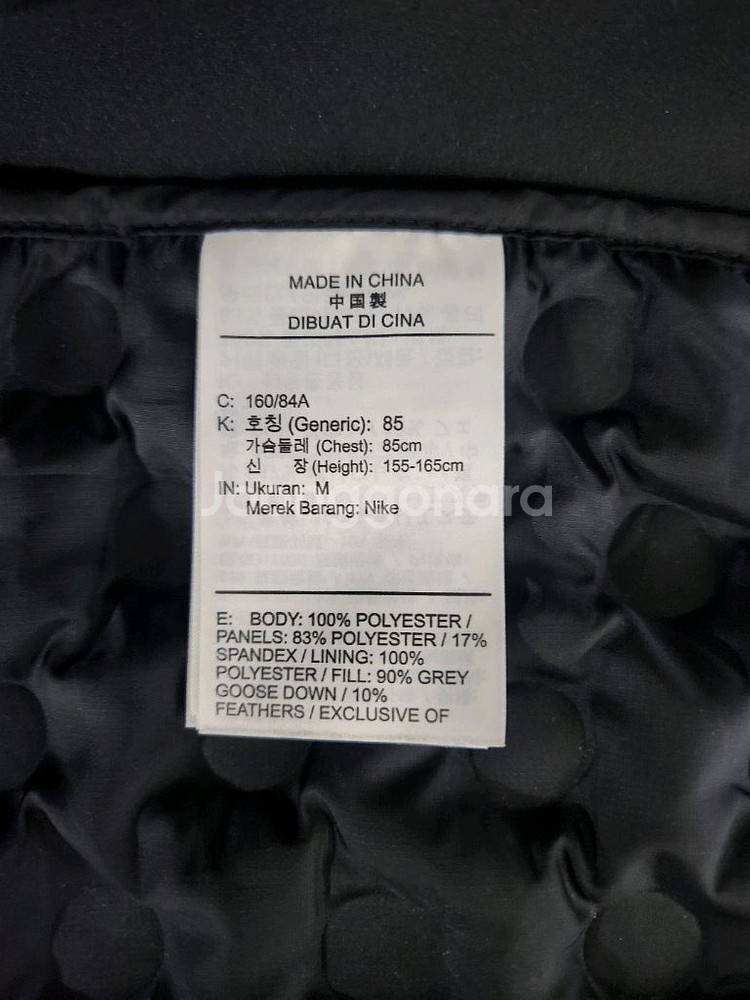 MADE IN CHINA
中国製
DIBUAT DI CINA
C: 160/84A
K: 호칭 (Generic): 85
가슴둘레 (Chest): 85cm
신 장 (Height): 155-165cm
IN: Ukuran: M
Merek Barang: Nike
Joonggonara
E: BODY: 100% POLYESTER /
PANELS: 83% POLYESTER / 17%
SPANDEX / LINING: 100%
POLYESTER / FILL: 90% GREY
GOOSE DOWN / 10%
FEATHERS / EXCLUSIVE OF